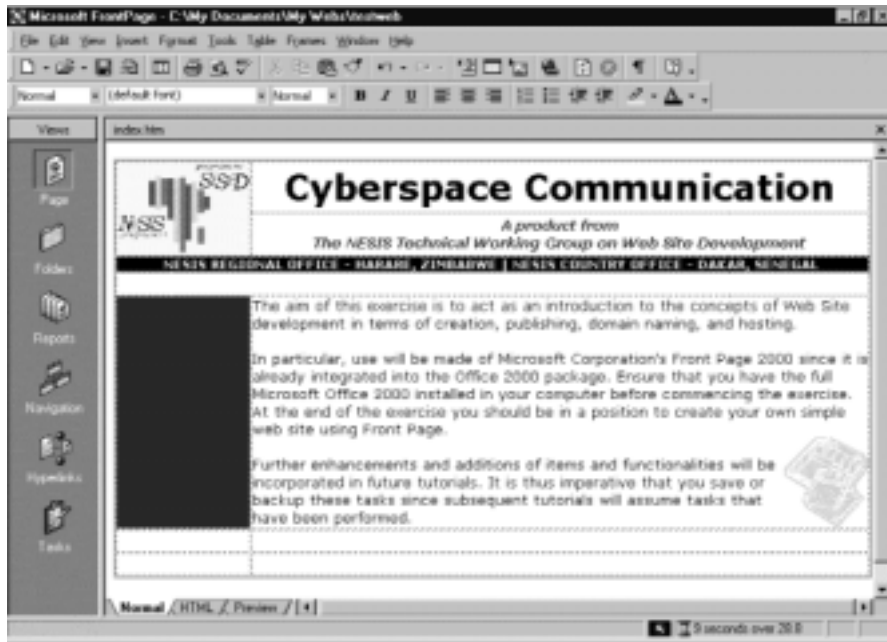 Microsoft FrontPage - C:\My Documents\My Webs\testweb
File Edit View Insert Format Tools Table Frames Window Help
Normal (default font) Normal B I U A
Views index.htm
Page
Folders
Reports
Navigation
Hyperlinks
Tasks
SSD
NSIS
Cyberspace Communication
A product from
The NESIS Technical Working Group on Web Site Development
NESIS REGIONAL OFFICE - HARARE, ZIMBABWE | NESIS COUNTRY OFFICE - DAKAR, SENEGAL
The aim of this exercise is to act as an introduction to the concepts of Web Site
development in terms of creation, publishing, domain naming, and hosting.
In particular, use will be made of Microsoft Corporation's Front Page 2000 since it is
already integrated into the Office 2000 package. Ensure that you have the full
Microsoft Office 2000 installed in your computer before commencing the exercise.
At the end of the exercise you should be in a position to create your own simple
web site using Front Page.
Further enhancements and additions of items and functionalities will be
incorporated in future tutorials. It is thus imperative that you save or
backup these tasks since subsequent tutorials will assume tasks that
have been performed.
Normal HTML Preview
9 seconds over 28.8